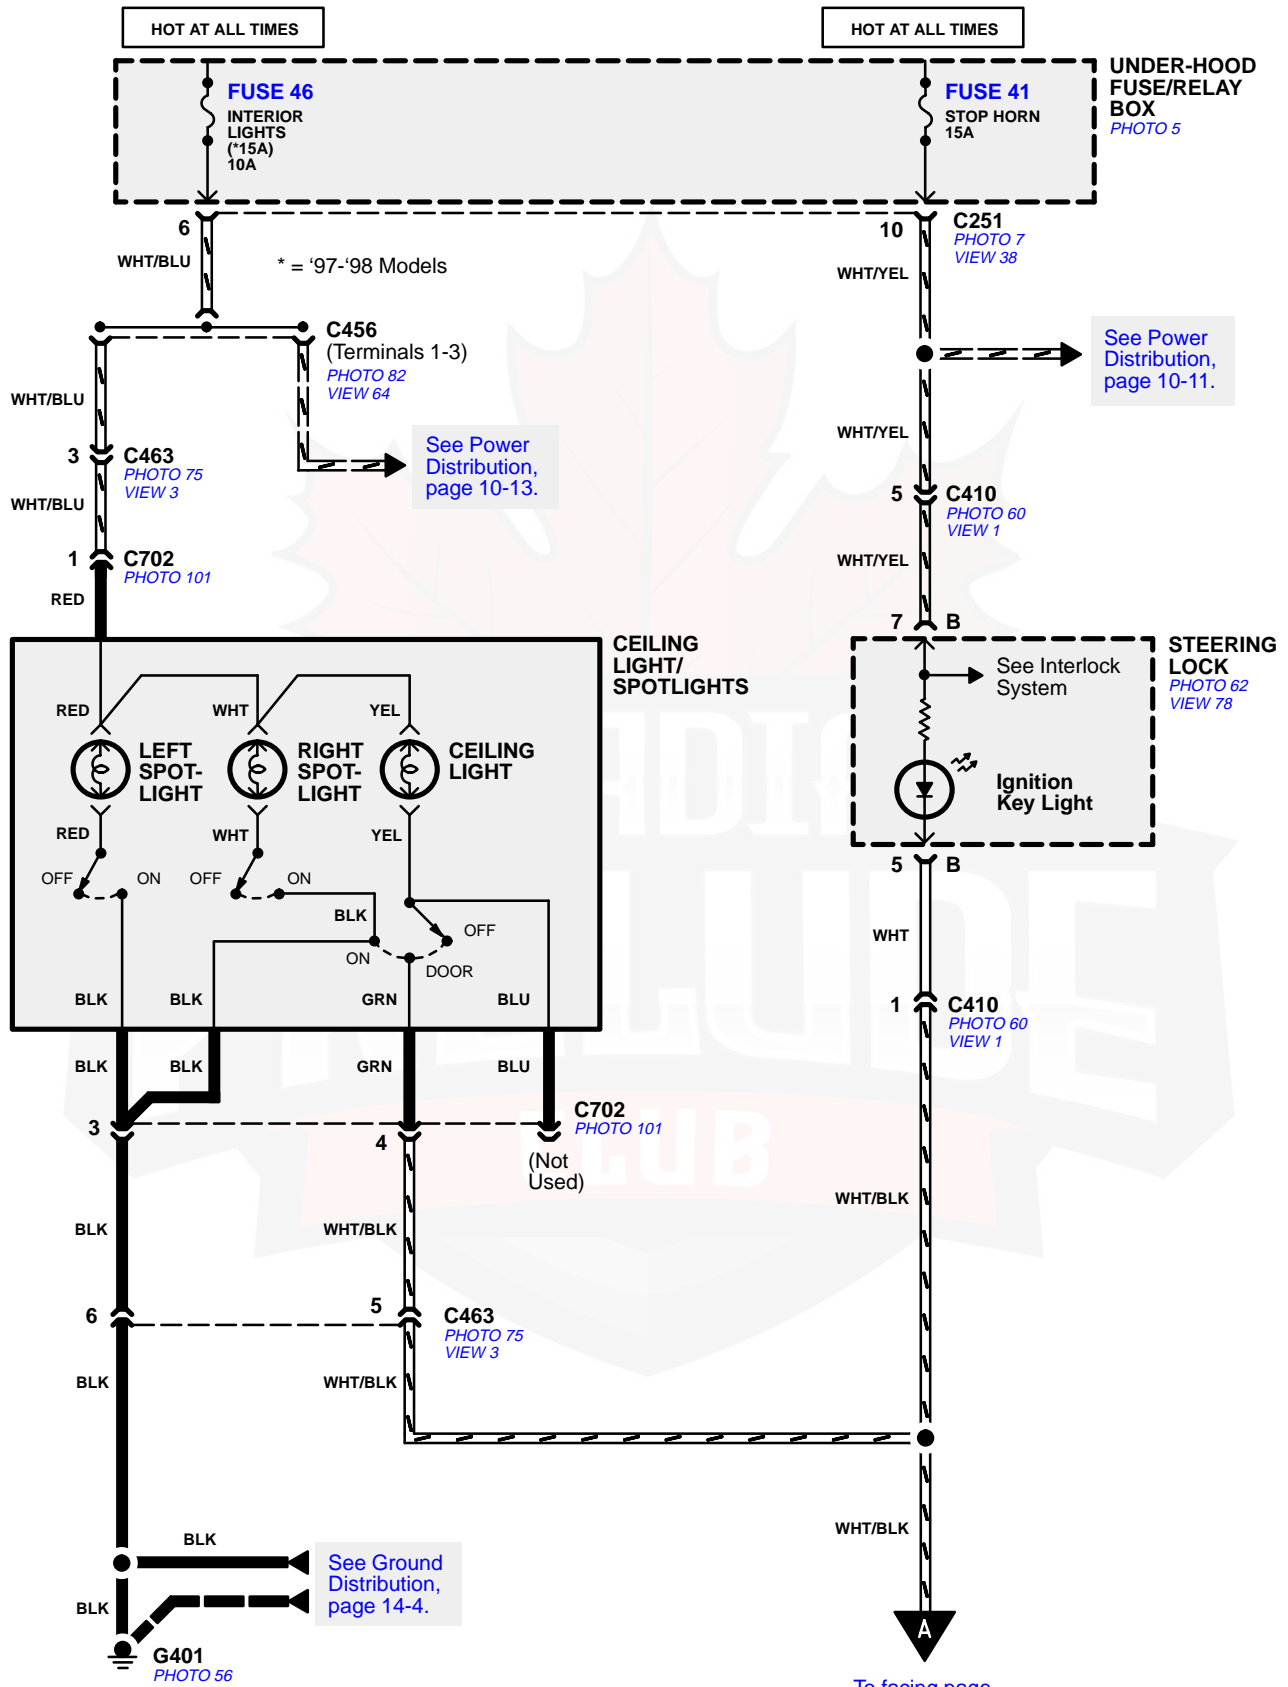 HOT AT ALL TIMES
HOT AT ALL TIMES
UNDER-HOOD
FUSE/RELAY
BOX
PHOTO 5
FUSE 46
INTERIOR
LIGHTS
(*15A)
10A
FUSE 41
STOP HORN
15A
6
WHT/BLU
* = ‘97-‘98 Models
10
C251
PHOTO 7
VIEW 38
WHT/YEL
C456
(Terminals 1-3)
PHOTO 82
VIEW 64
See Power
Distribution,
page 10-11.
WHT/BLU
WHT/YEL
3
C463
PHOTO 75
VIEW 3
See Power
Distribution,
page 10-13.
WHT/BLU
5
C410
PHOTO 60
VIEW 1
1
C702
PHOTO 101
WHT/YEL
RED
7
B
CEILING
LIGHT/
SPOTLIGHTS
STEERING
LOCK
PHOTO 62
VIEW 78
See Interlock
System
RED
WHT
YEL
LEFT
SPOT-
LIGHT
RIGHT
SPOT-
LIGHT
CEILING
LIGHT
Ignition
Key Light
RED
WHT
YEL
OFF
ON
OFF
ON
5
B
BLK
OFF
ON
DOOR
WHT
BLK
BLK
GRN
BLU
1
C410
PHOTO 60
VIEW 1
BLK
BLK
GRN
BLU
3
4
C702
PHOTO 101
(Not
Used)
BLK
WHT/BLK
WHT/BLK
6
5
C463
PHOTO 75
VIEW 3
BLK
WHT/BLK
BLK
WHT/BLK
See Ground
Distribution,
page 14-4.
BLK
G401
PHOTO 56
A
To facing page
PRELUDE
CLUB